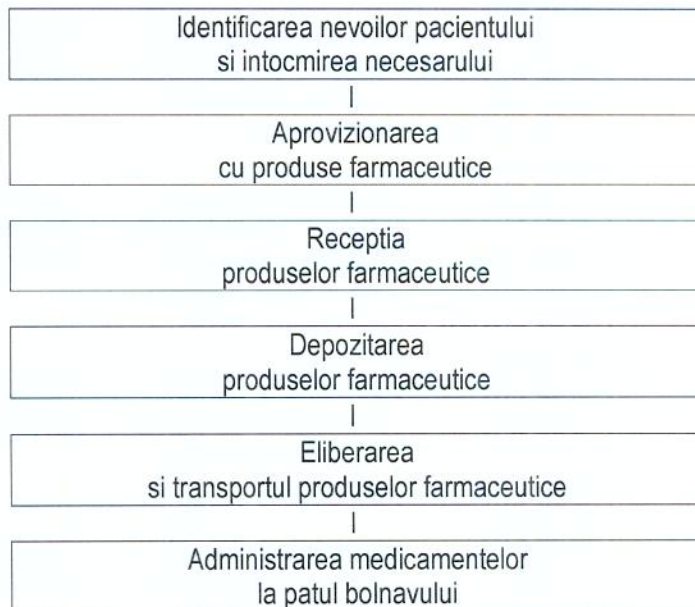 Identificarea nevoilor pacientului
si intocmirea necesarului
Aprovizionarea
cu produse farmaceutice
Receptia
produselor farmaceutice
Depozitarea
produselor farmaceutice
Eliberarea
si transportul produselor farmaceutice
Administrarea medicamentelor
la patul bolnavului